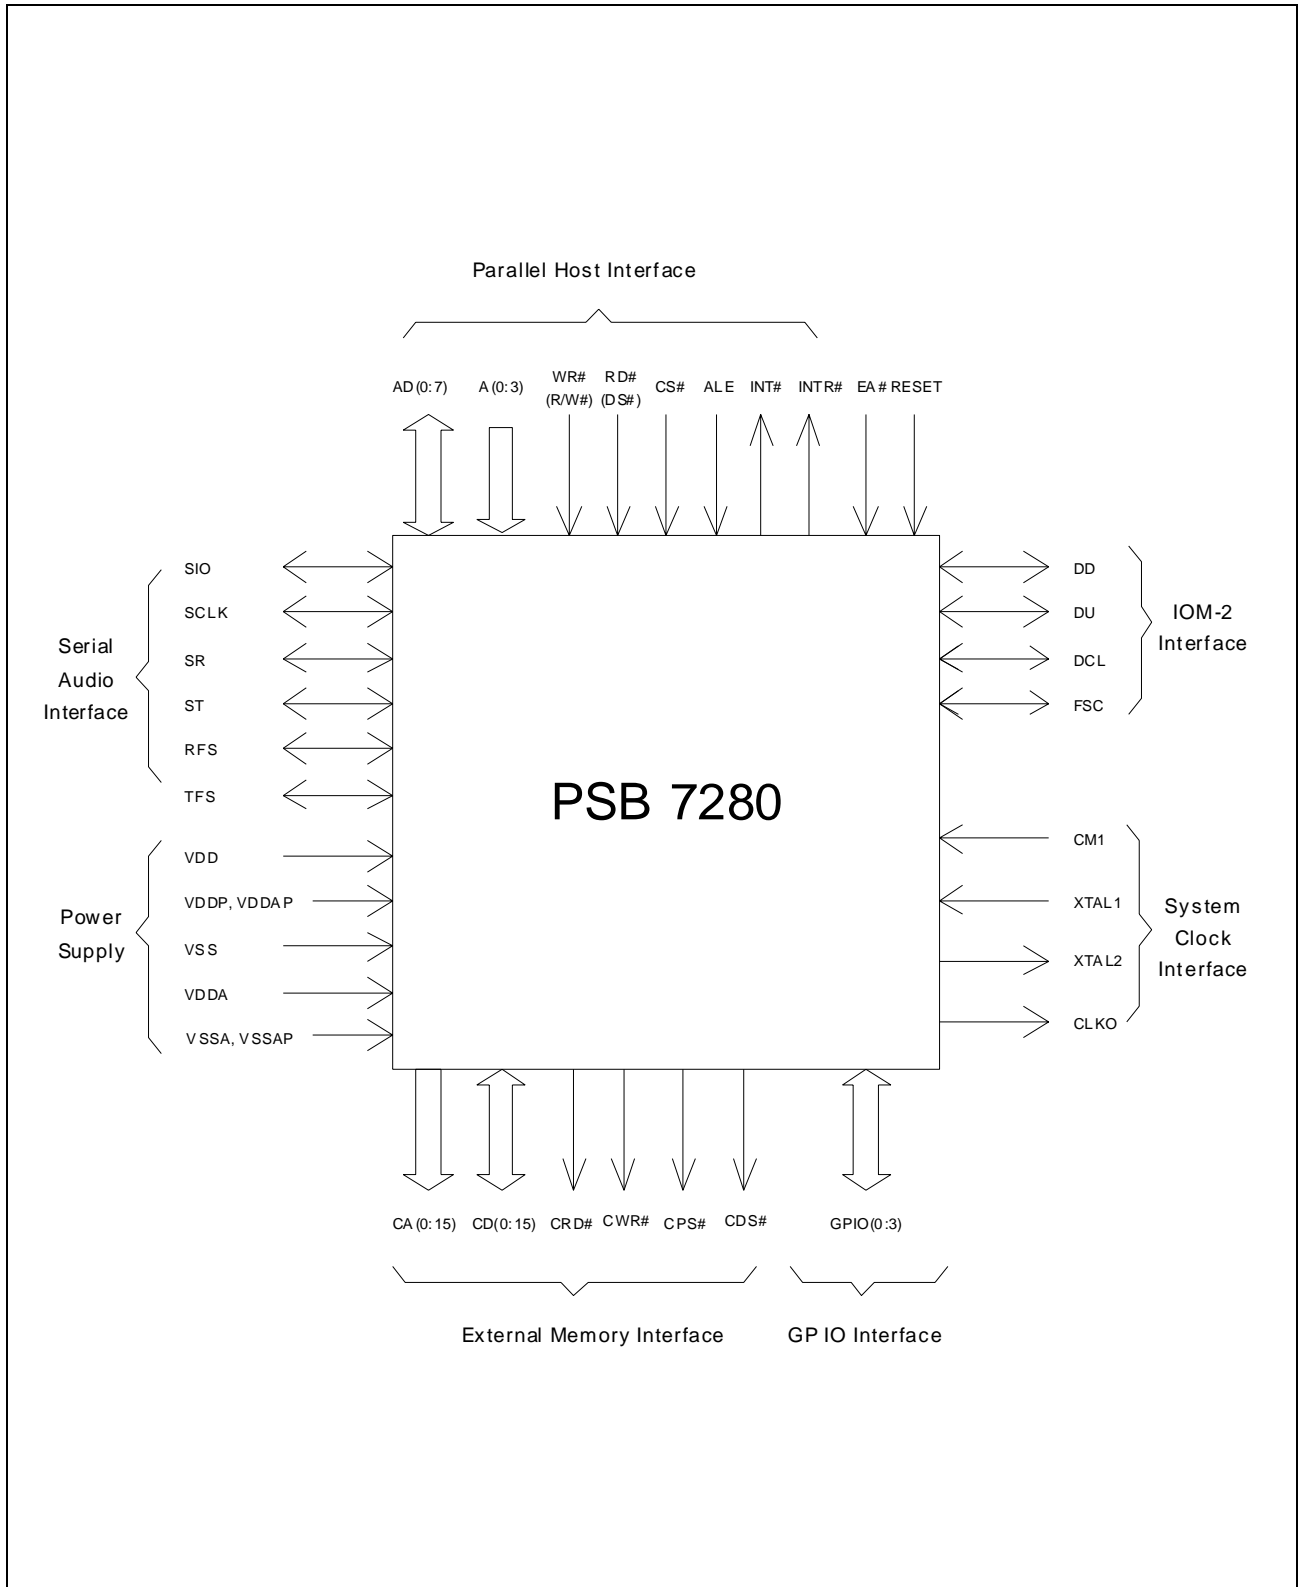 Parallel Host Interface
AD(0:7) A(0:3) WR# (R/W#) RD# (DS#) CS# ALE INT# INTR# EA# RESET
SIO
SCLK
SR
ST
RFS
TFS
Serial
Audio
Interface
VDD
VDDP, VDDAP
VSS
VDDA
VSSA, VSSAP
Power
Supply
PSB 7280
DD
DU
DCL
FSC
IOM-2
Interface
CM1
XTAL1
XTAL2
CLKO
System
Clock
Interface
CA(0:15) CD(0:15) CRD# CWR# CPS# CDS# GPIO(0:3)
External Memory Interface GPIO Interface